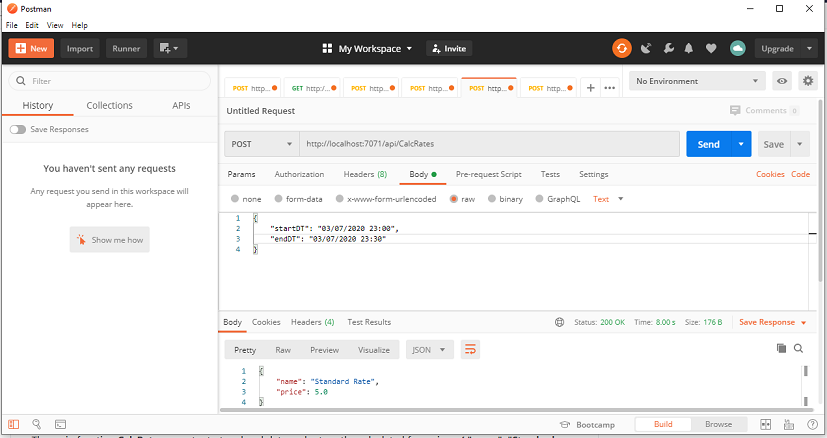 Postman
File Edit View Help
New Import Runner My Workspace Invite Upgrade
Filter
History Collections APIs
Save Responses
You haven't sent any requests
Any request you send in this workspace will
appear here.
Show me how
POST http... GET http:/... POST http... POST http... POST http... POST http... No Environment
Untitled Request Comments 0
POST http://localhost:7071/api/CalcRates Send Save
Params Authorization Headers (8) Body Pre-request Script Tests Settings Cookies Code
none form-data x-www-form-urlencoded raw binary GraphQL Text
1 {
2 "startDT": "03/07/2020 23:00",
3 "endDT": "03/07/2020 23:30"
4 }
Body Cookies Headers (4) Test Results Status: 200 OK Time: 8.00 s Size: 176 B Save Response
Pretty Raw Preview Visualize JSON
1 {
2 "name": "Standard Rate",
3 "price": 5.0
4 }
Bootcamp Build Browse